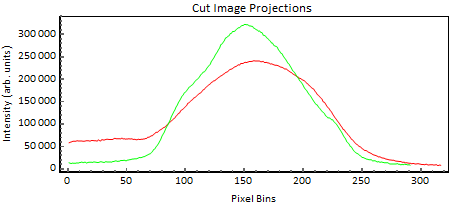 Cut Image Projections
Intensity (arb. units)
300 000
250 000
200 000
150 000
100 000
50 000
0
0 50 100 150 200 250 300
Pixel Bins